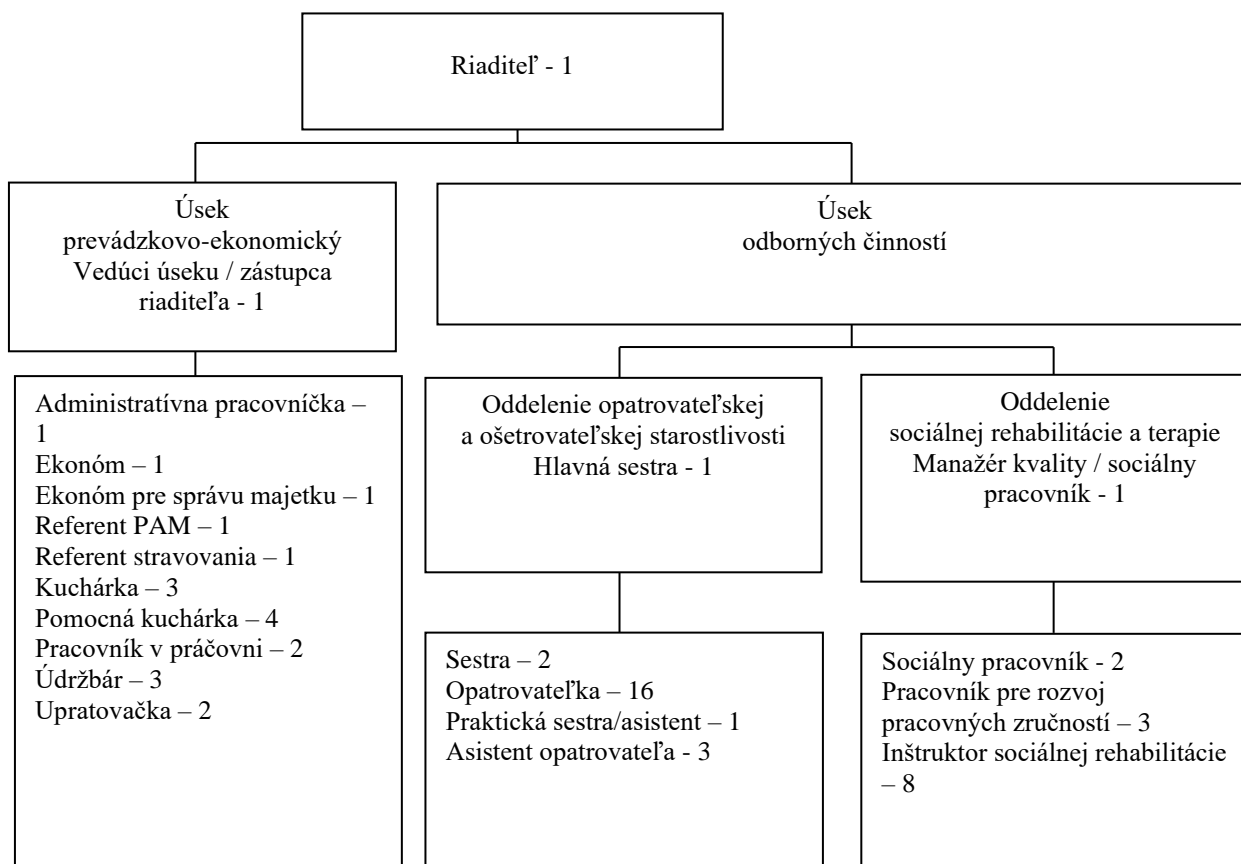 Riaditeľ - 1
Úsek
prevádzkovo-ekonomický
Vedúci úseku / zástupca
riaditeľa - 1
Úsek
odborných činností
Administratívna pracovníčka –
1
Ekonóm – 1
Ekonóm pre správu majetku – 1
Referent PAM – 1
Referent stravovania – 1
Kuchárka – 3
Pomocná kuchárka – 4
Pracovník v práčovni – 2
Údržbár – 3
Upratovačka – 2
Oddelenie opatrovateľskej
a ošetrovateľskej starostlivosti
Hlavná sestra - 1
Oddelenie
sociálnej rehabilitácie a terapie
Manažér kvality / sociálny
pracovník - 1
Sestra – 2
Opatrovateľka – 16
Praktická sestra/asistent – 1
Asistent opatrovateľa - 3
Sociálny pracovník - 2
Pracovník pre rozvoj
pracovných zručností – 3
Inštruktor sociálnej rehabilitácie
– 8